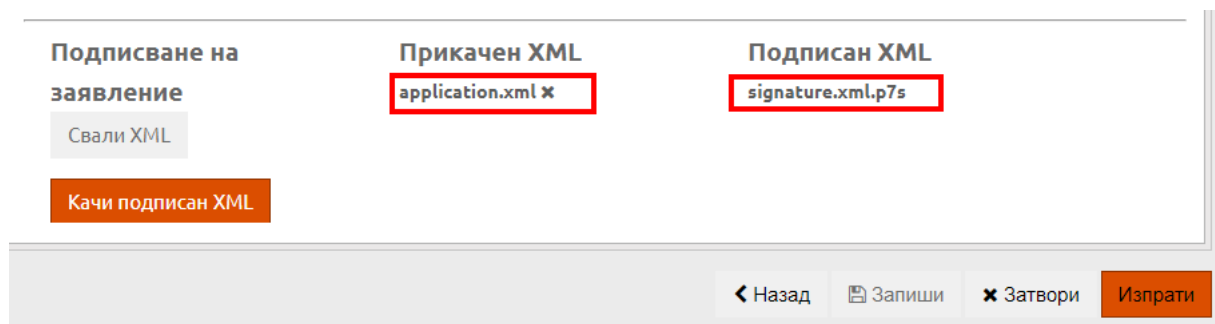 Подписване на
заявление
Свали XML
Качи подписан XML
Прикачен XML
application.xml ✖
Подписан XML
signature.xml.p7s
Назад
Запиши
✖ Затвори
Изпрати